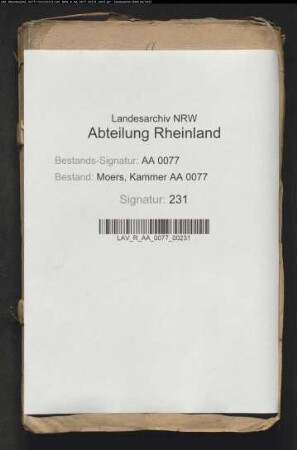 Landesarchiv NRW
Abteilung Rheinland
Bestands-Signatur: AA 0077
Bestand: Moers, Kammer AA 0077
Signatur: 231
LAV_R_AA_0077_00231